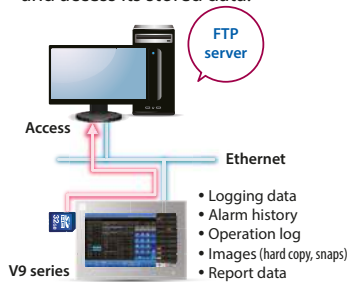 and access its stored data.
FTP
server
Access
Ethernet
32GB
• Logging data
• Alarm history
• Operation log
• Images (hard copy, snaps)
• Report data
V9 series